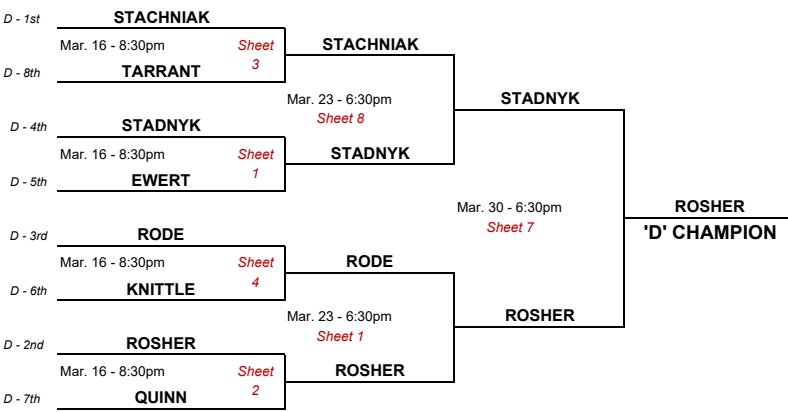 D - 1st STACHNIAK
Mar. 16 - 8:30pm Sheet 3
D - 8th TARRANT
STACHNIAK
Mar. 23 - 6:30pm
Sheet 8
D - 4th STADNYK
Mar. 16 - 8:30pm Sheet 1
D - 5th EWERT
STADNYK
STADNYK
Mar. 30 - 6:30pm
Sheet 7
ROSHER
'D' CHAMPION
D - 3rd RODE
Mar. 16 - 8:30pm Sheet 4
D - 6th KNITTLE
RODE
Mar. 23 - 6:30pm
Sheet 1
ROSHER
D - 2nd ROSHER
Mar. 16 - 8:30pm Sheet 2
D - 7th QUINN
ROSHER